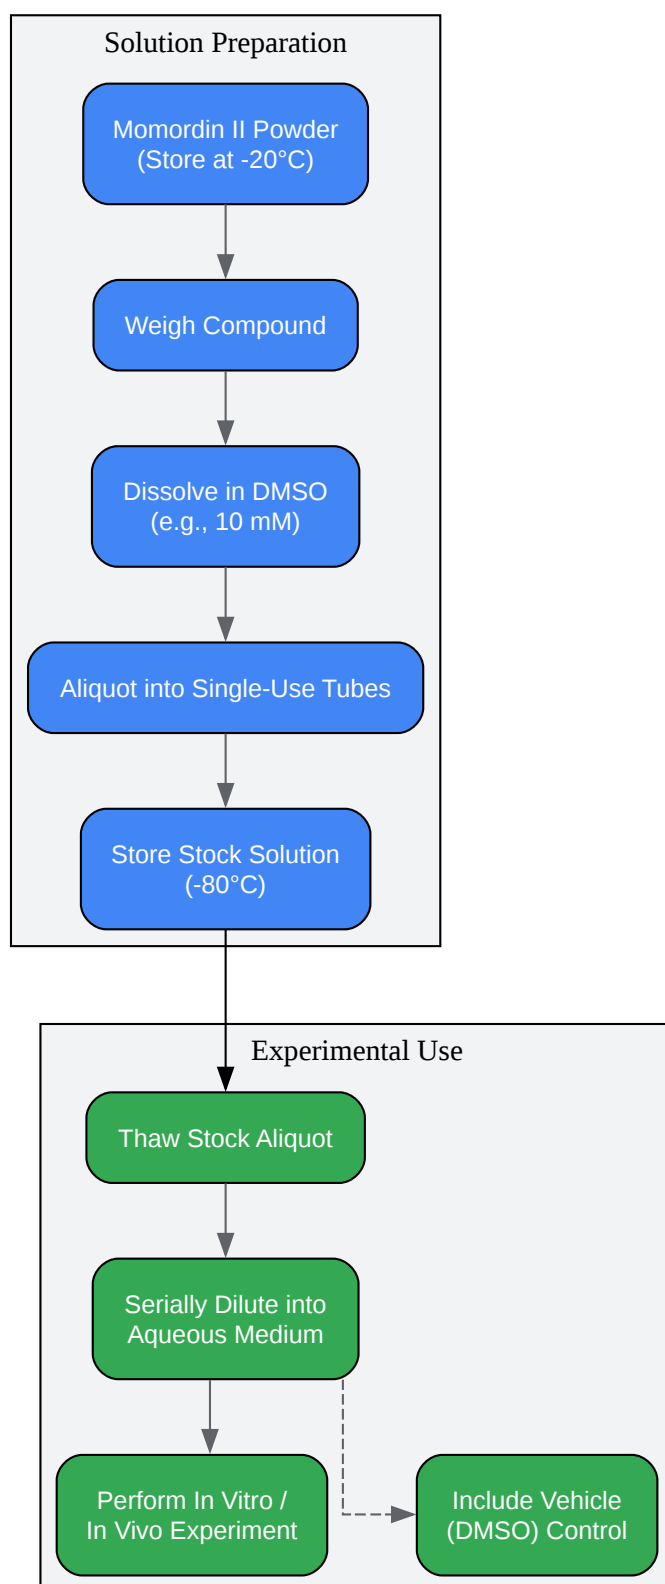 Solution Preparation
Momordin II Powder
(Store at -20°C)
Weigh Compound
Dissolve in DMSO
(e.g., 10 mM)
Aliquot into Single-Use Tubes
Store Stock Solution
(-80°C)
Experimental Use
Thaw Stock Aliquot
Serially Dilute into
Aqueous Medium
Perform In Vitro /
In Vivo Experiment
Include Vehicle
(DMSO) Control